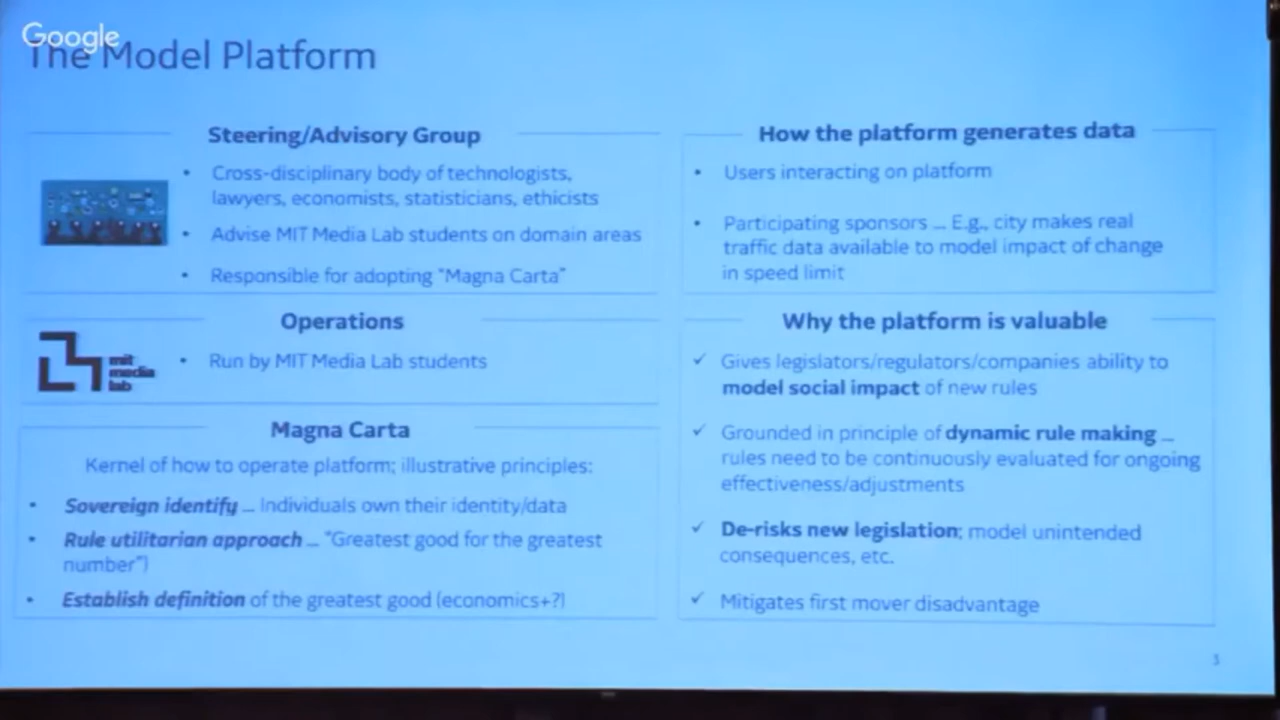 Google
The Model Platform
Steering/Advisory Group
• Cross-disciplinary body of technologists,
lawyers, economists, statisticians, ethicists
• Advise MIT Media Lab students on domain areas
• Responsible for adopting "Magna Carta"
Operations
mit
media
lab
• Run by MIT Media Lab students
Magna Carta
Kernel of how to operate platform; illustrative principles:
• Sovereign identify ... Individuals own their identity/data
• Rule utilitarian approach ... "Greatest good for the greatest
number")
• Establish definition of the greatest good (economics+?)
How the platform generates data
• Users interacting on platform
• Participating sponsors ... E.g., city makes real
traffic data available to model impact of change
in speed limit
Why the platform is valuable
✓ Gives legislators/regulators/companies ability to
model social impact of new rules
✓ Grounded in principle of dynamic rule making ...
rules need to be continuously evaluated for ongoing
effectiveness/adjustments
✓ De-risks new legislation; model unintended
consequences, etc.
✓ Mitigates first mover disadvantage
3